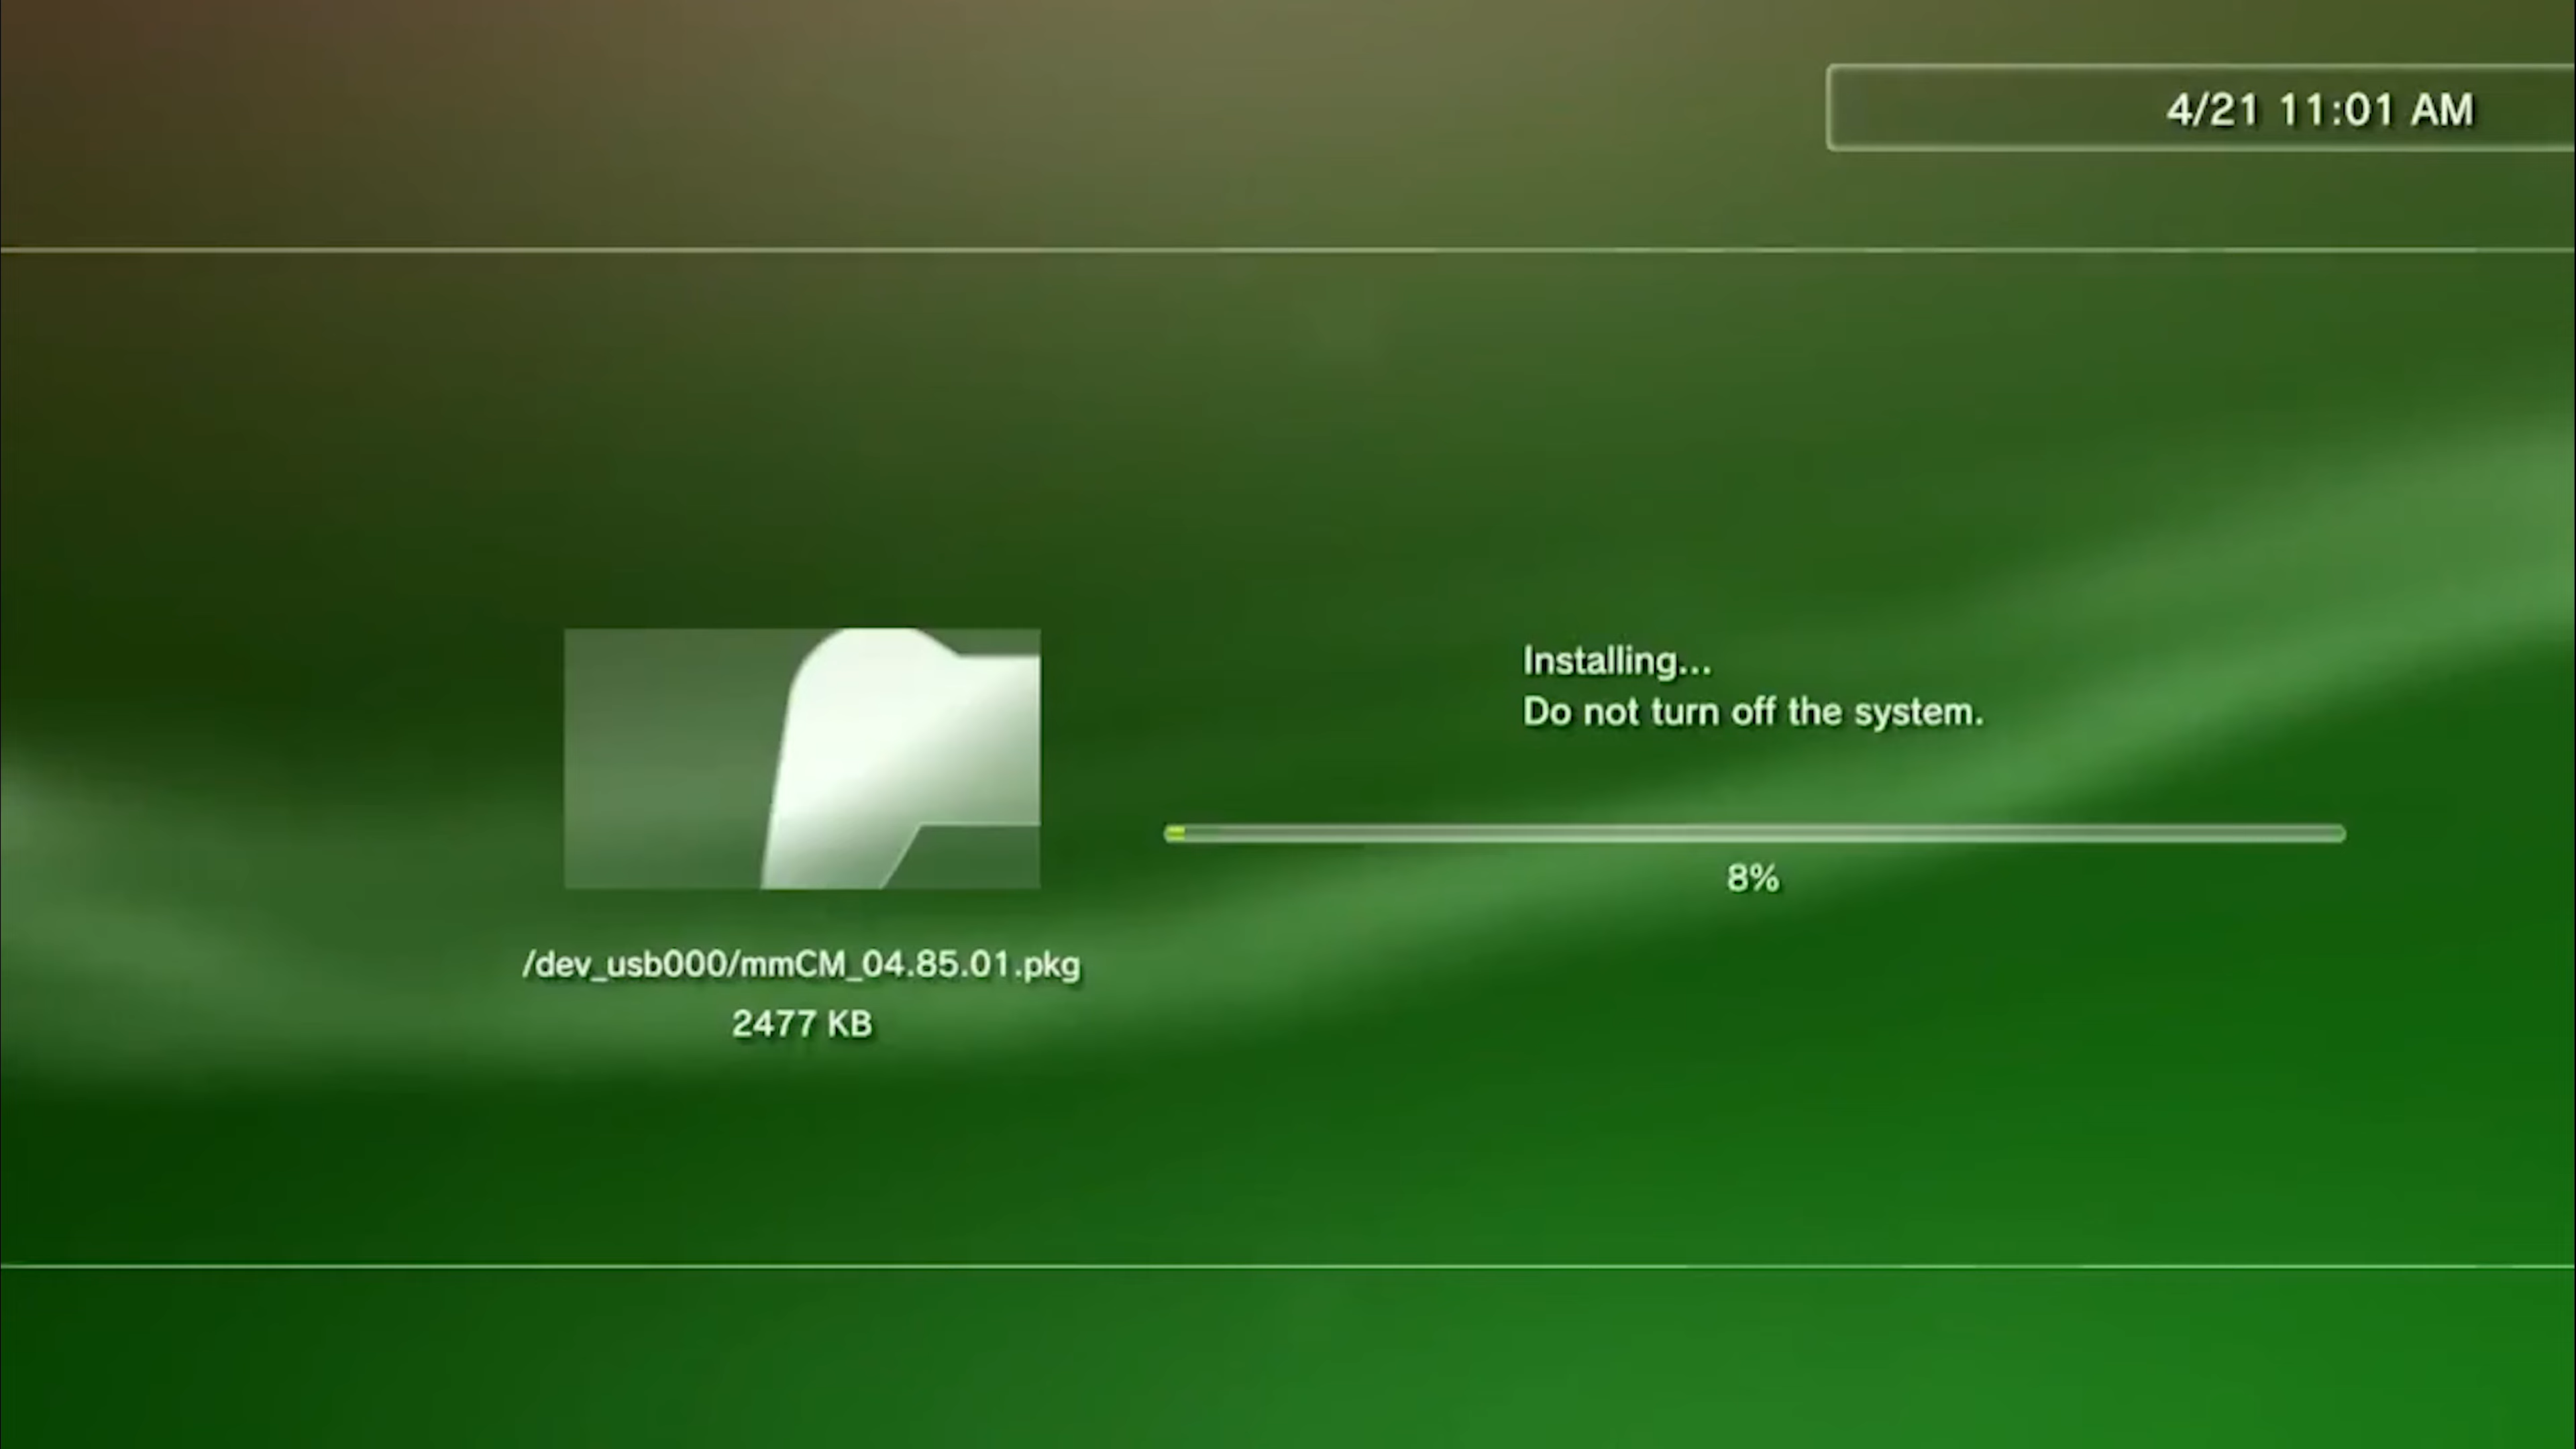 4/21 11:01 AM
Installing...
Do not turn off the system.
8%
/dev_usb000/mmCM_04.85.01.pkg
2477 KB